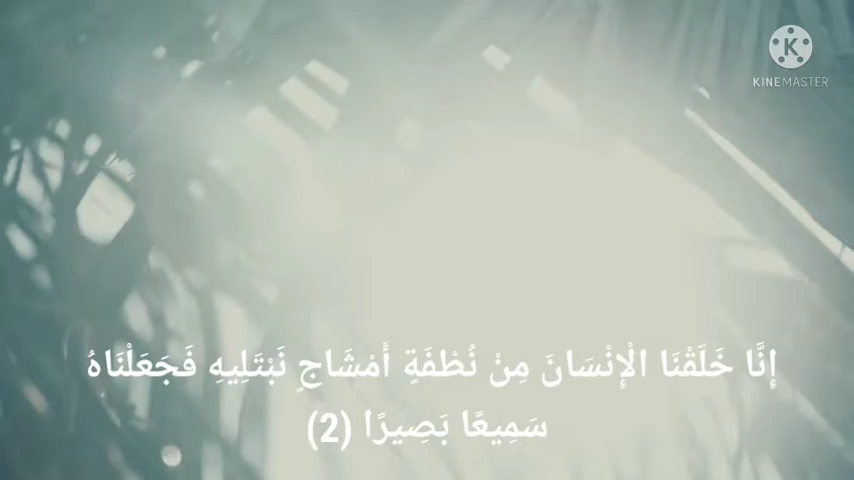 KINEMASTER
إِنَّا خَلَقْنَا الْإِنْسَانَ مِنْ نُطْفَةٍ أَمْشَاجٍ نَبْتَلِيهِ فَجَعَلْنَاهُ
سَمِيعًا بَصِيرًا (2)